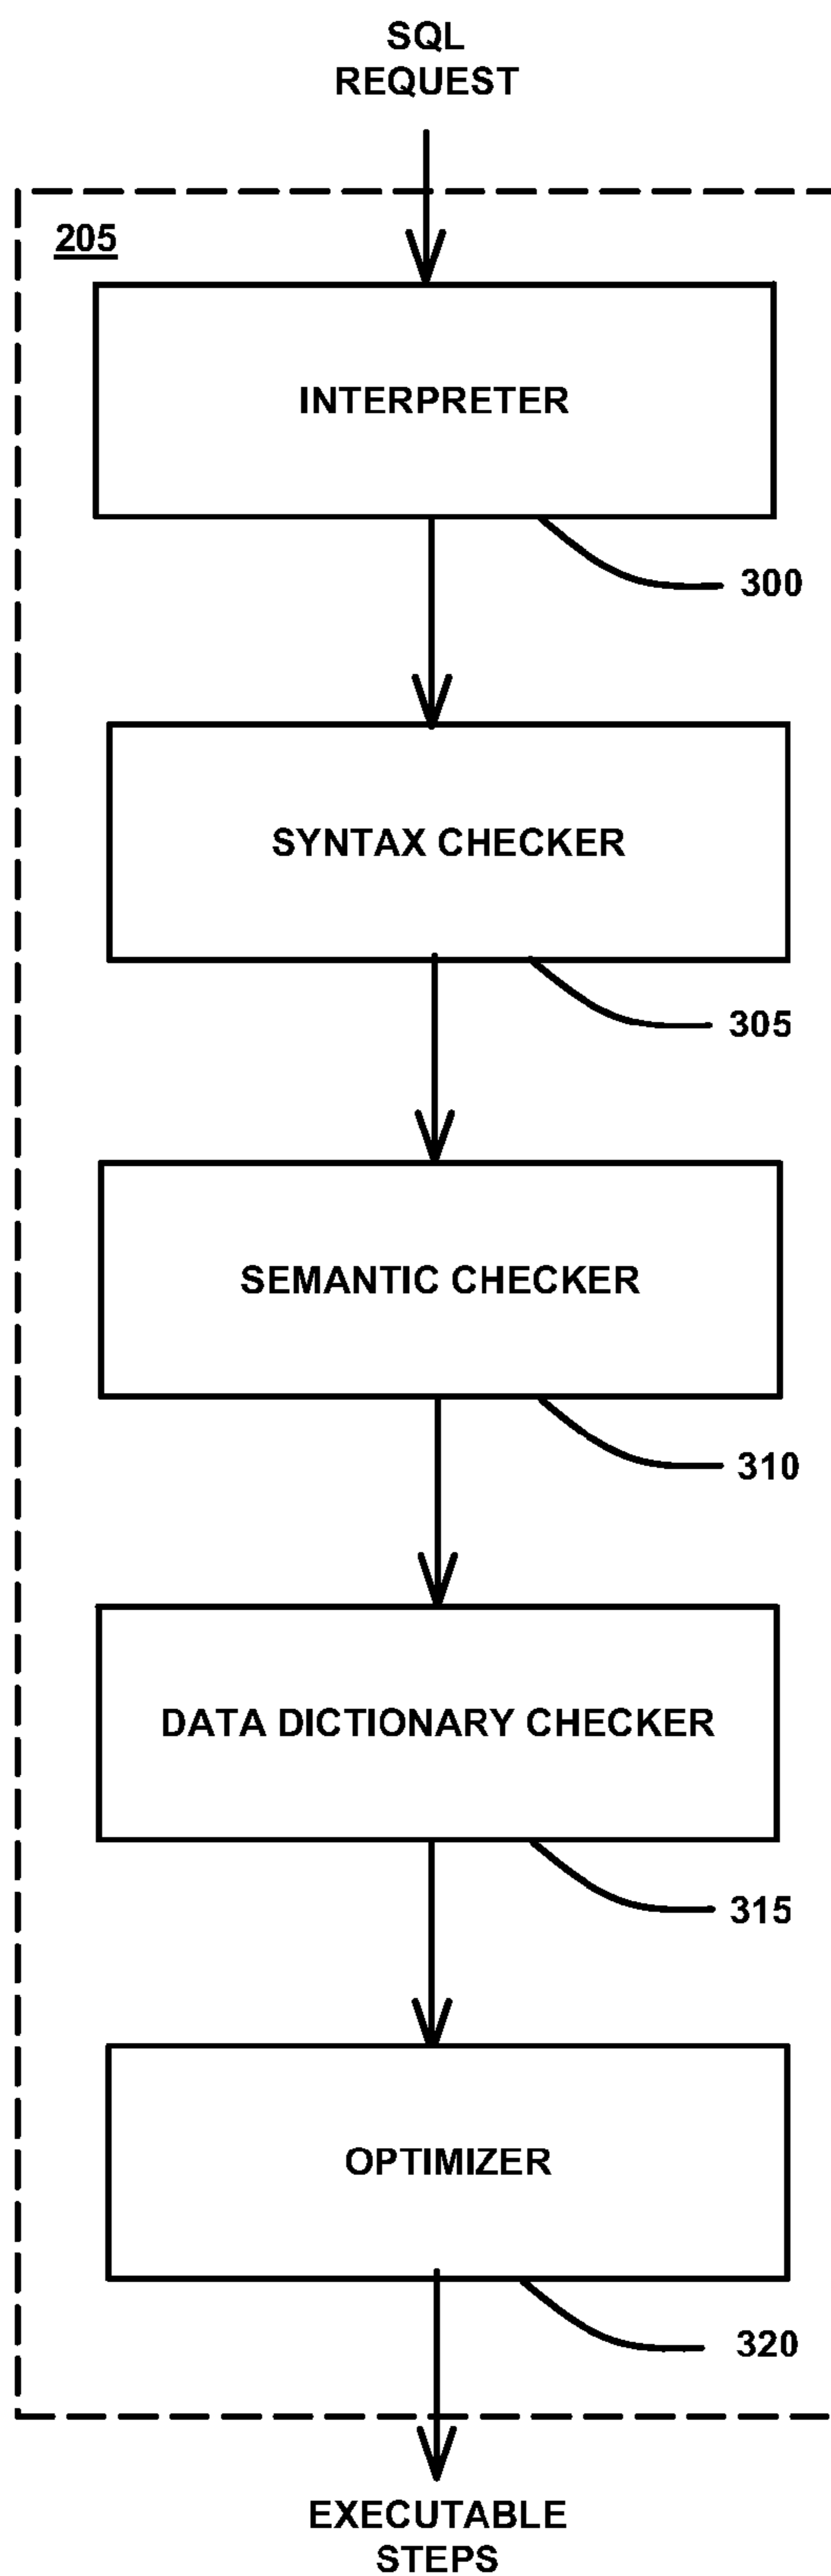 SQL
REQUEST
205
INTERPRETER
300
SYNTAX CHECKER
305
SEMANTIC CHECKER
310
DATA DICTIONARY CHECKER
315
OPTIMIZER
320
EXECUTABLE
STEPS